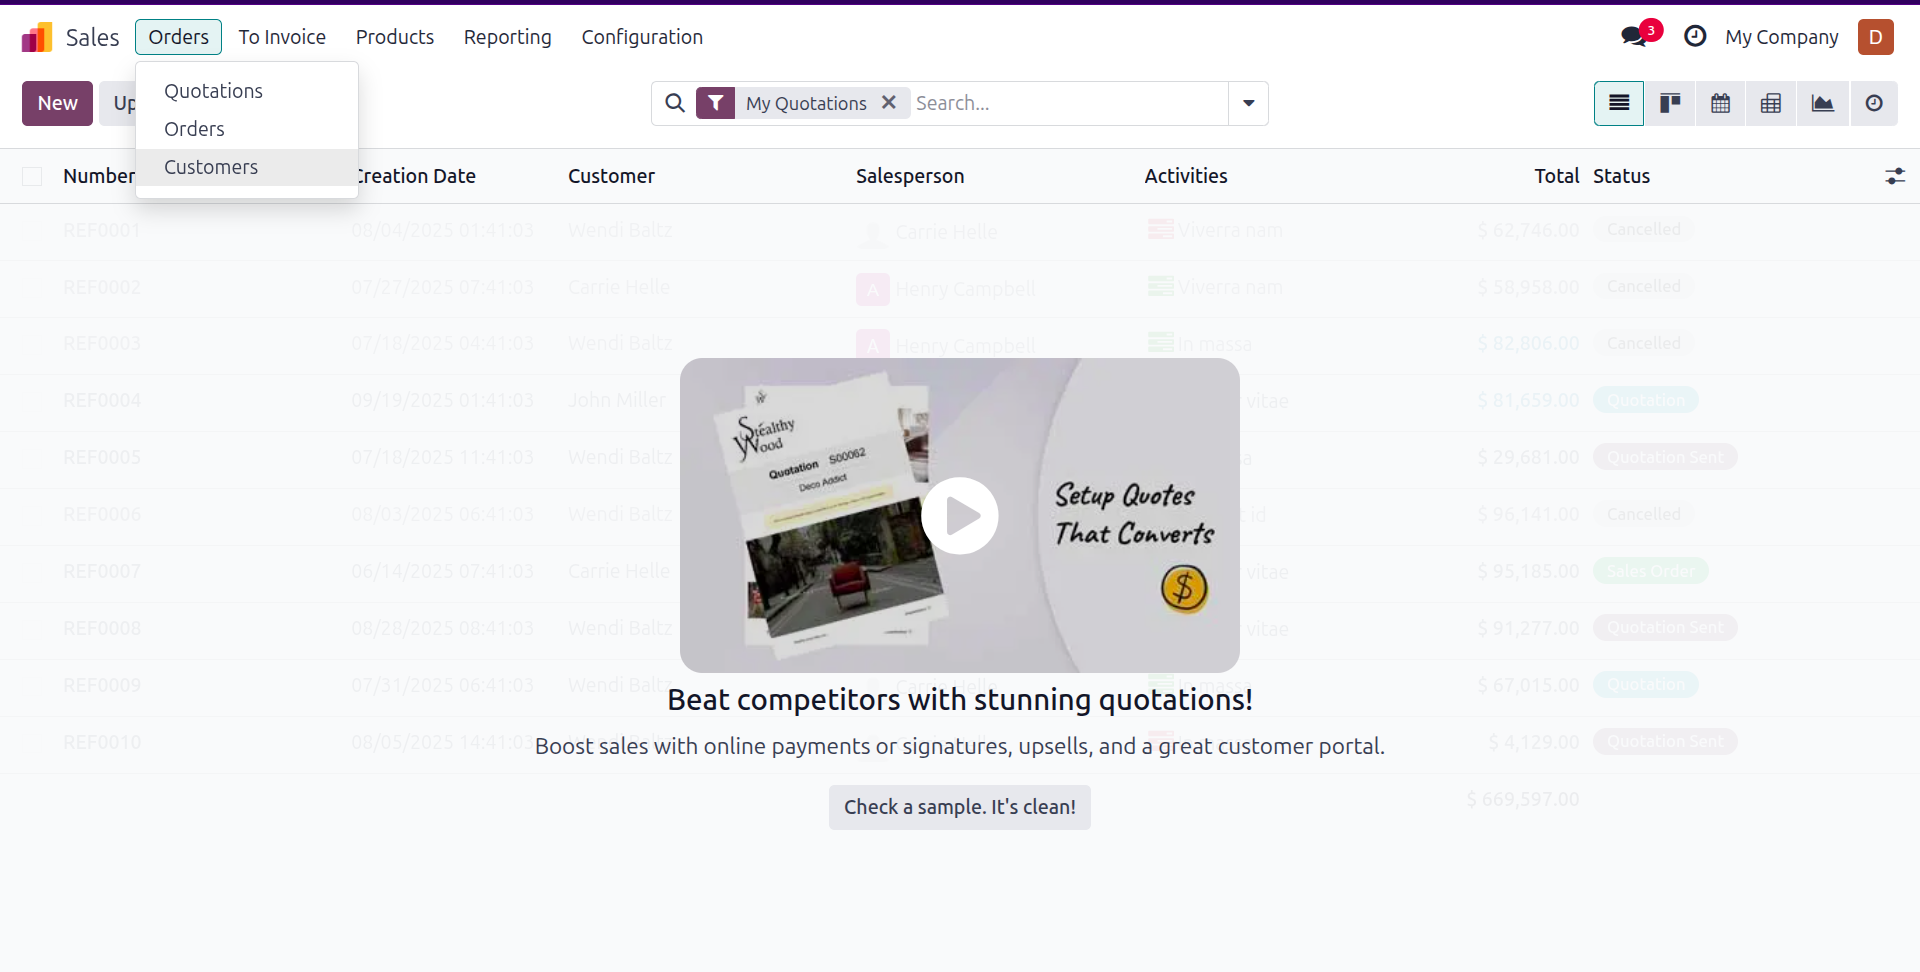 Sales Orders To Invoice Products Reporting Configuration 3 My Company D
Quotations
Orders
Customers
New Up My Quotations Search...
Number Creation Date Customer Salesperson Activities Total Status
REF0001 08/04/2025 01:41:03 Wendi Baltz Carrie Helle Viverra nam $ 62,746.00 Cancelled
REF0002 07/27/2025 07:41:03 Carrie Helle A Henry Campbell Viverra nam $ 58,958.00 Cancelled
REF0003 07/18/2025 04:41:03 Wendi Baltz A Henry Campbell In massa $ 82,806.00 Cancelled
REF0004 09/19/2025 01:41:03 John Miller vitae $ 81,659.00 Quotation
REF0005 07/18/2025 11:41:03 Wendi Baltz $ 29,681.00 Quotation Sent
REF0006 08/03/2025 06:41:03 Wendi Baltz id $ 96,141.00 Cancelled
REF0007 06/14/2025 07:41:03 Carrie Helle vitae $ 95,185.00 Sales Order
REF0008 08/28/2025 08:41:03 Wendi Baltz vitae $ 91,277.00 Quotation Sent
REF0009 07/31/2025 06:41:03 Wendi Baltz Carrie Helle In massa $ 67,015.00 Quotation
REF0010 08/05/2025 14:41:03 Wendi Baltz $ 4,129.00 Quotation Sent
$ 669,597.00
Stealthy
Wood
Quotation S00062
Deco Addict
Setup Quotes
That Converts
$
Beat competitors with stunning quotations!
Boost sales with online payments or signatures, upsells, and a great customer portal.
Check a sample. It's clean!